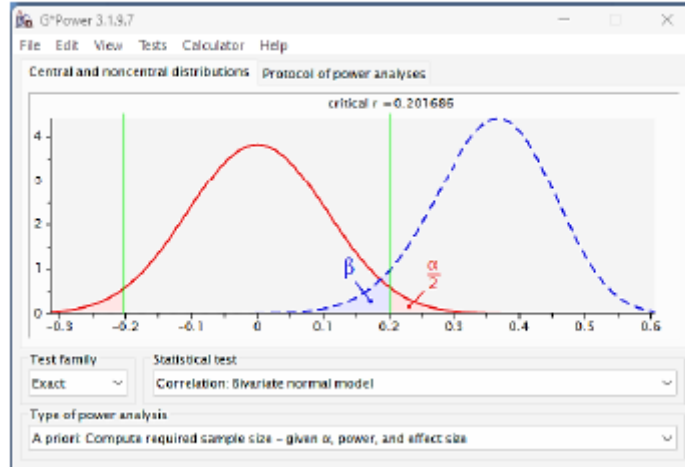 G*Power 3.1.9.7
File Edit View Tests Calculator Help
Central and noncentral distributions Protocol of power analyses
critical r = 0.201686
4
3
2
1
0
β
α
2
-0.3 -0.2 -0.1 0 0.1 0.2 0.3 0.4 0.5 0.6
Test family Statistical test
Exact Correlation: Bivariate normal model
Type of power analysis
A priori: Compute required sample size - given α, power, and effect size